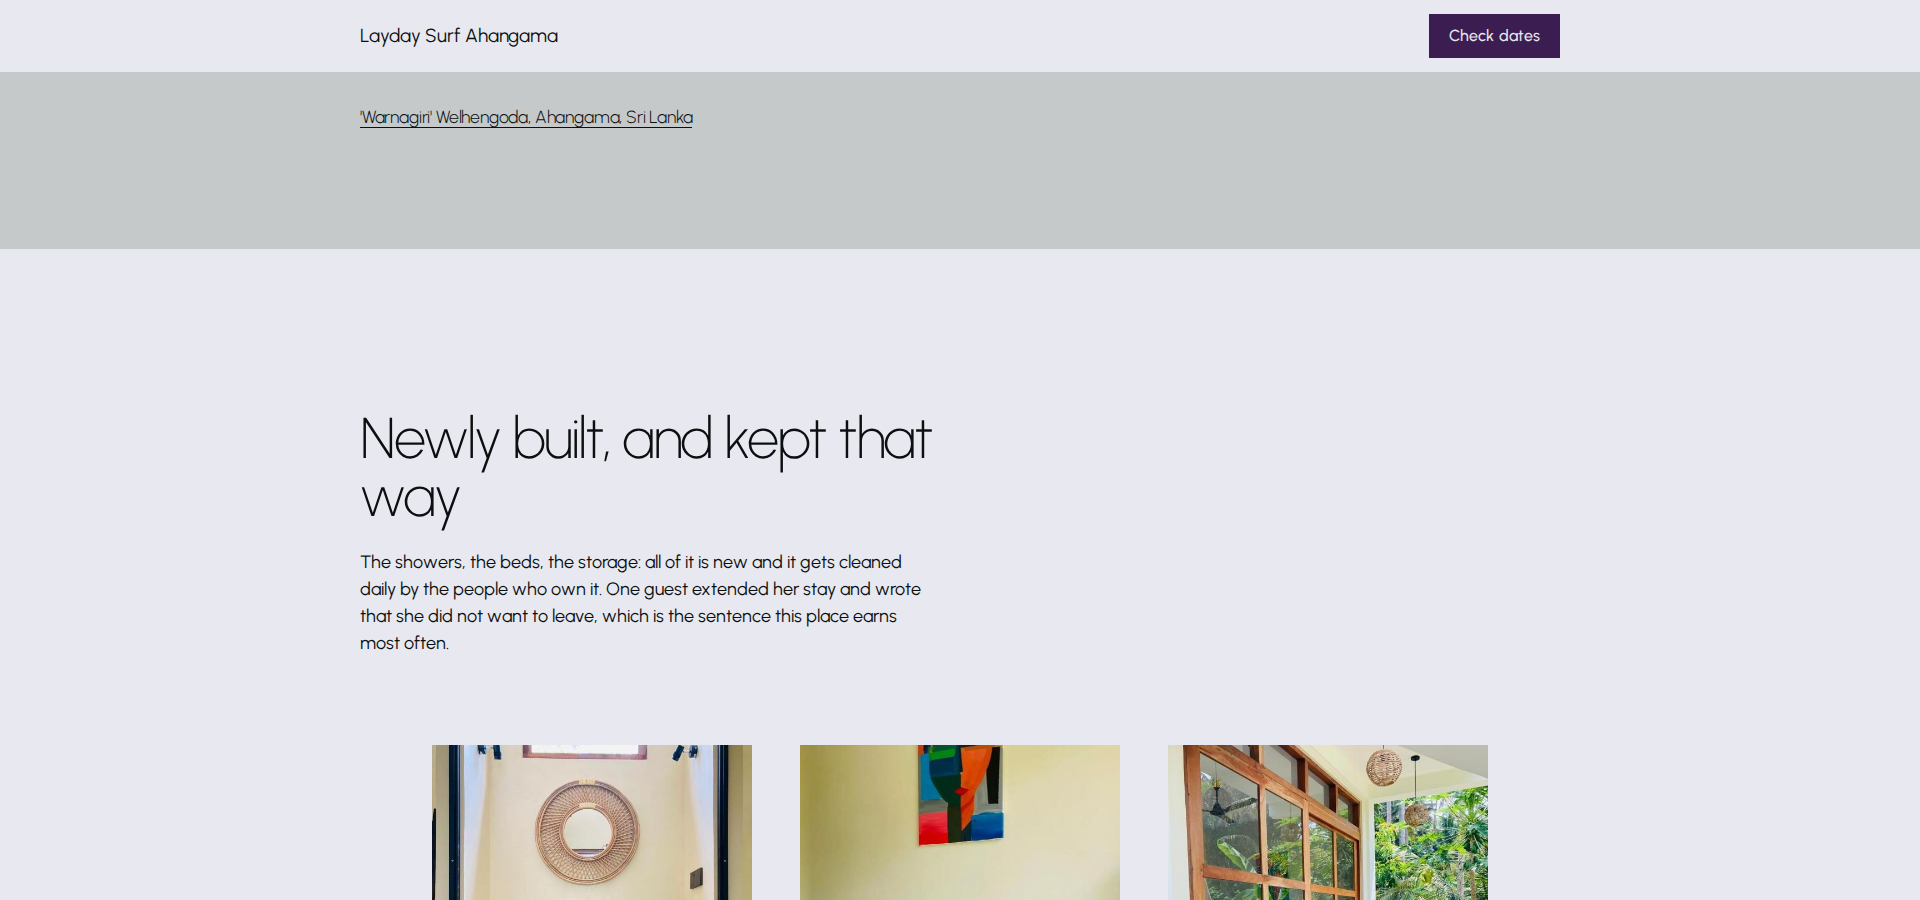 Layday Surf Ahangama
Check dates
'Warnagiri' Welhengoda, Ahangama, Sri Lanka
Newly built, and kept that
way
The showers, the beds, the storage: all of it is new and it gets cleaned
daily by the people who own it. One guest extended her stay and wrote
that she did not want to leave, which is the sentence this place earns
most often.